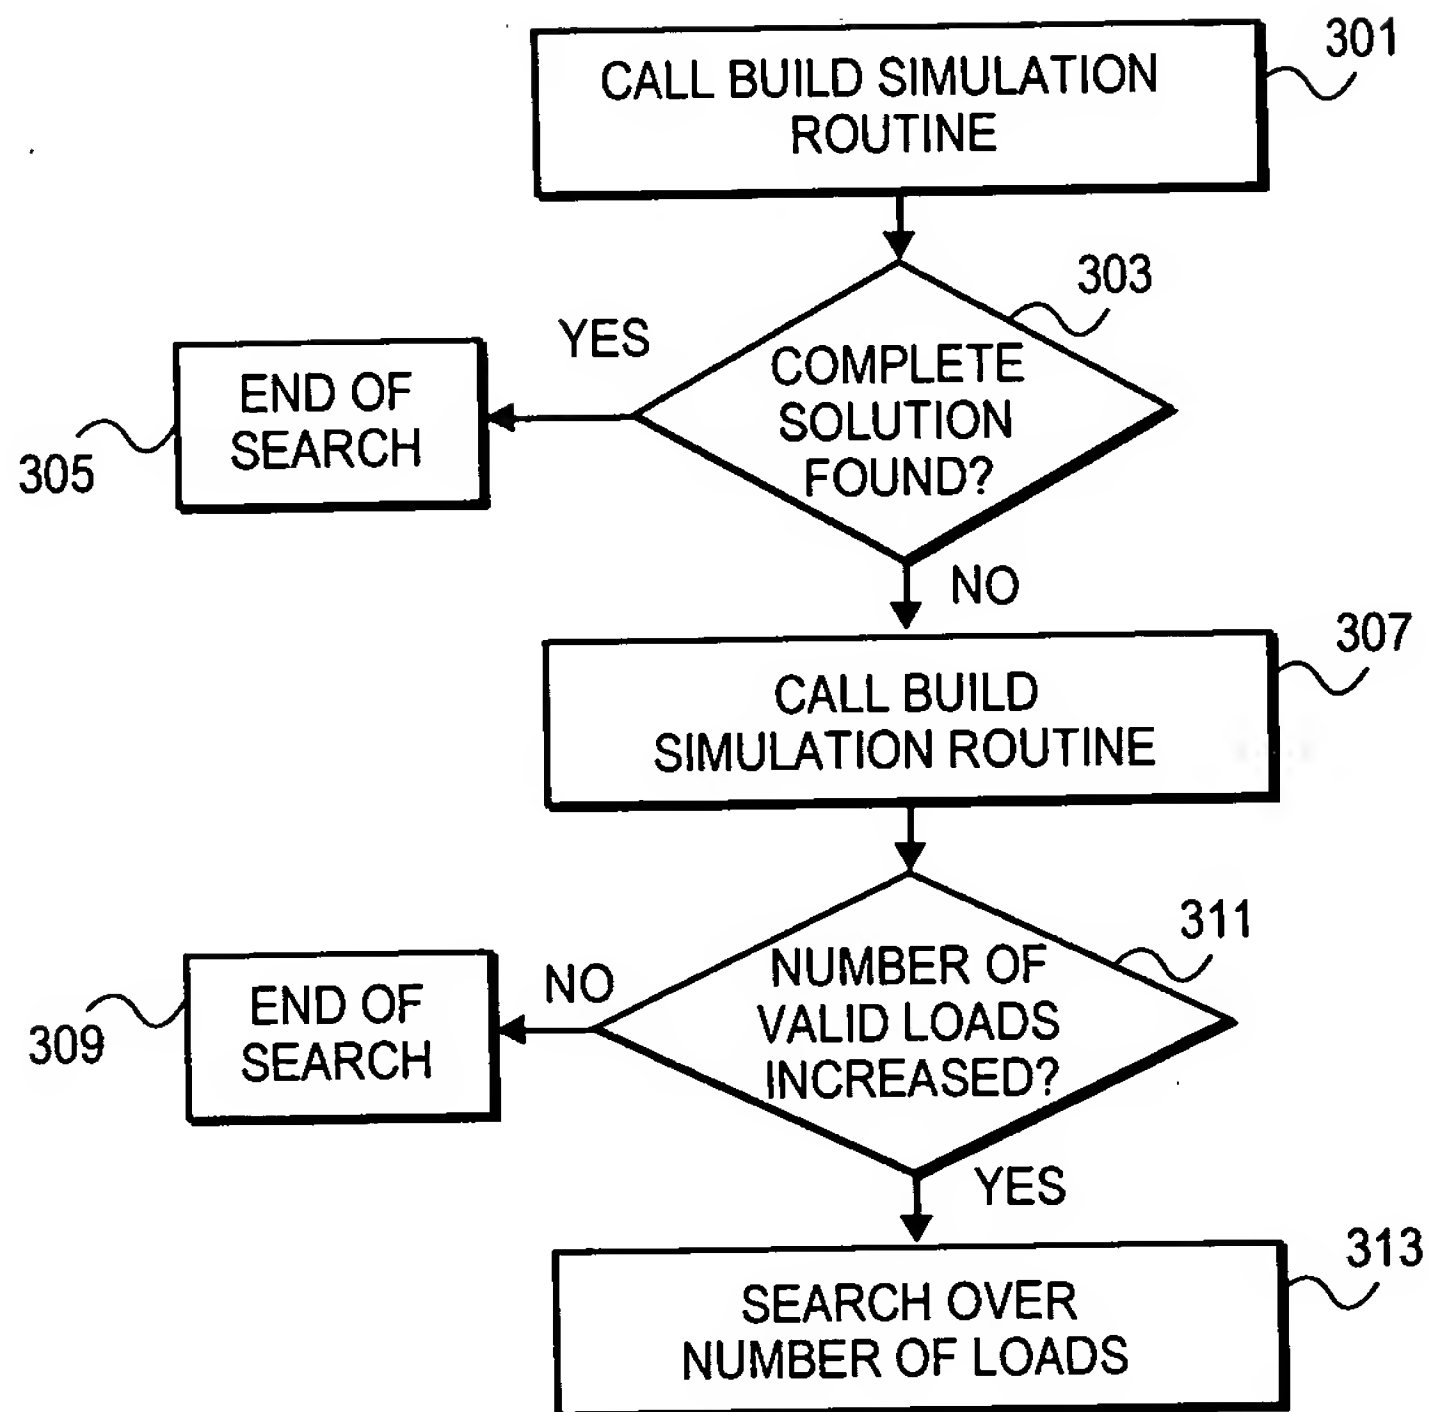 301
CALL BUILD SIMULATION
ROUTINE
303
YES
COMPLETE
SOLUTION
FOUND?
END OF
SEARCH
305
NO
307
CALL BUILD
SIMULATION ROUTINE
311
NO
NUMBER OF
VALID LOADS
INCREASED?
END OF
SEARCH
309
YES
313
SEARCH OVER
NUMBER OF LOADS